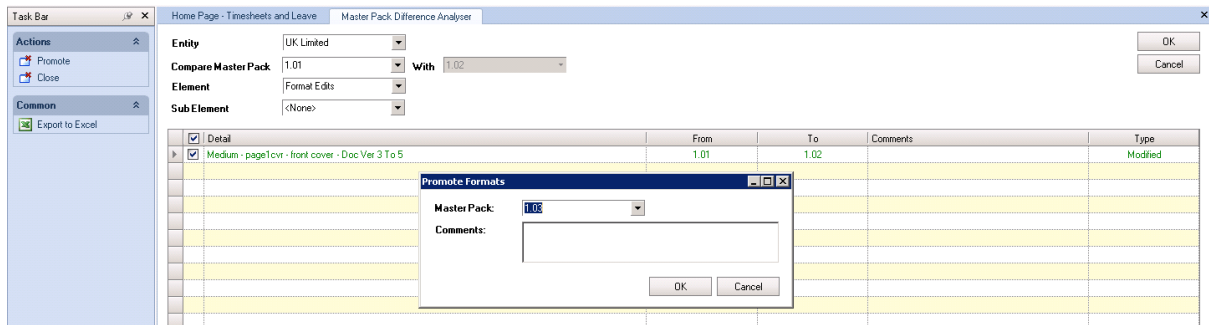 Task Bar
Home Page - Timesheets and Leave
Master Pack Difference Analyser
Actions
Promote
Close
Common
Export to Excel
Entity
UK Limited
OK
Compare Master Pack
1.01
With
1.02
Cancel
Element
Format Edits
Sub Element
<None>
Detail
From
To
Comments
Type
Medium - page1cvr - front cover - Doc Ver 3 To 5
1.01
1.02
Modified
Promote Formats
Master Pack:
1.03
Comments:
OK
Cancel